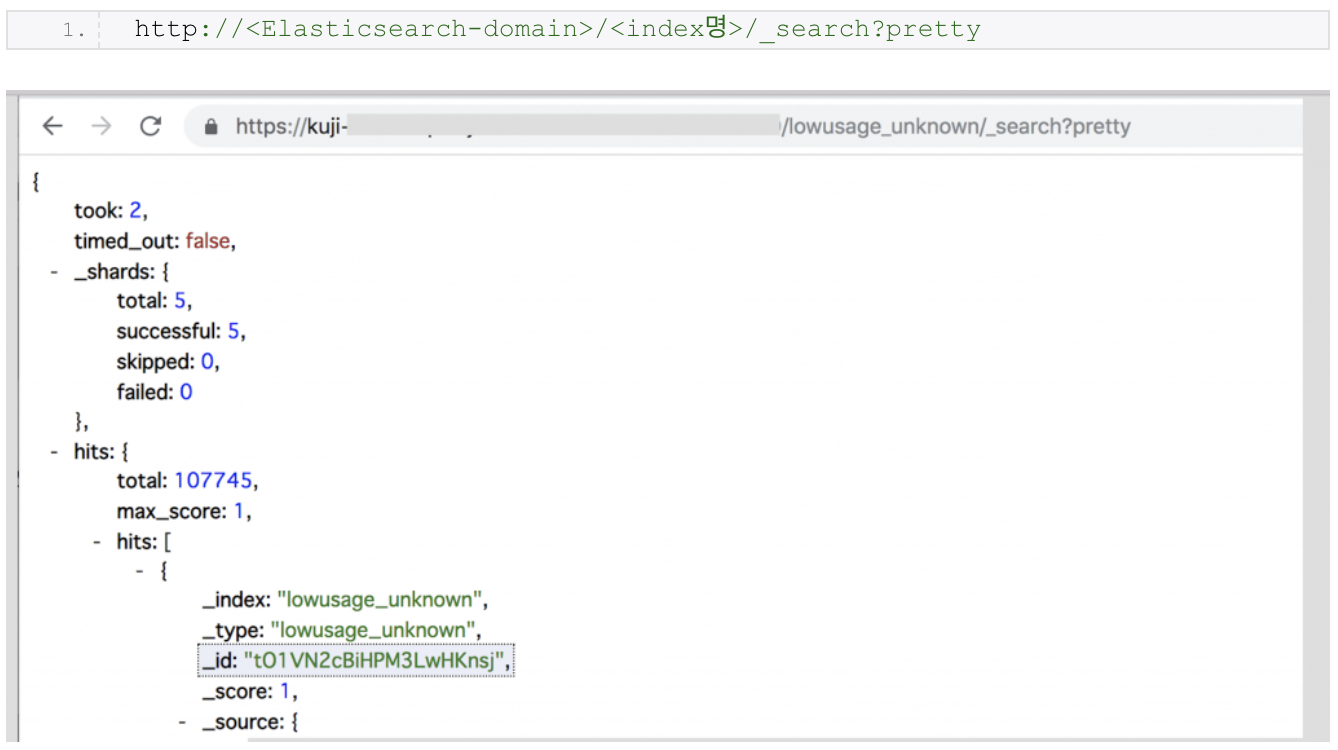 1. http://<Elasticsearch-domain>/<index명>/_search?pretty
https://kuji- /lowusage_unknown/_search?pretty
{
took: 2,
timed_out: false,
- _shards: {
total: 5,
successful: 5,
skipped: 0,
failed: 0
},
- hits: {
total: 107745,
max_score: 1,
- hits: [
- {
_index: "lowusage_unknown",
_type: "lowusage_unknown",
_id: "tO1VN2cBiHPM3LwHKnsj",
_score: 1,
- _source: {